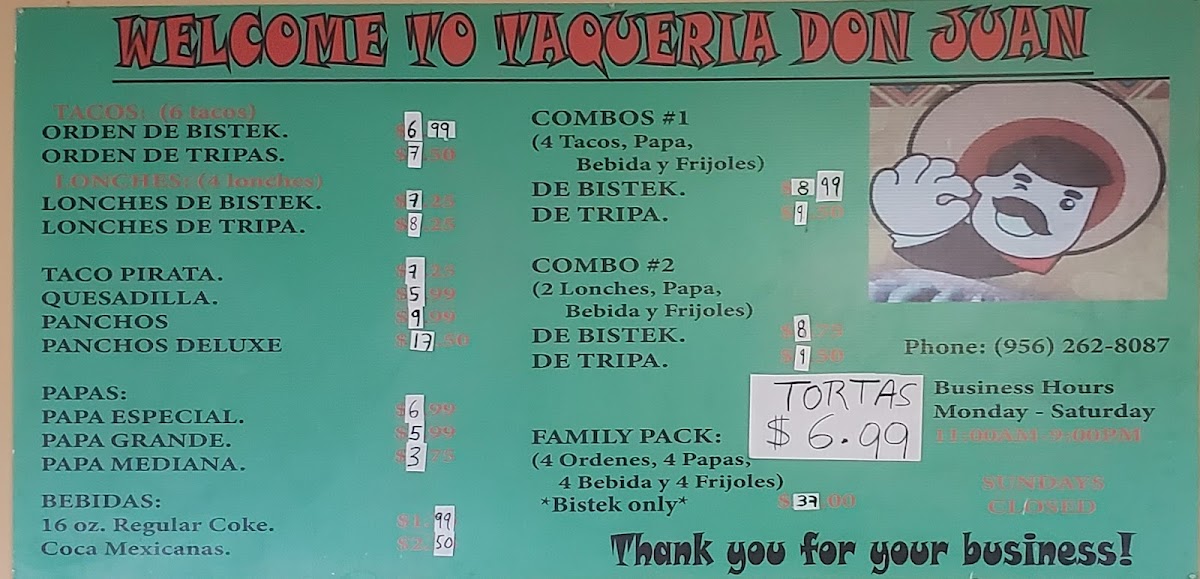 WELCOME TO TAQUERIA DON JUAN
TACOS: (6 tacos)
ORDEN DE BISTEK. $6.99
ORDEN DE TRIPAS. $7.50
LONCHES: (4 lonches)
LONCHES DE BISTEK. $7.25
LONCHES DE TRIPA. $8.25
TACO PIRATA. $7.25
QUESADILLA. $5.99
PANCHOS $9.99
PANCHOS DELUXE $17.50
PAPAS:
PAPA ESPECIAL. $6.99
PAPA GRANDE. $5.99
PAPA MEDIANA. $3.75
BEBIDAS:
16 oz. Regular Coke. $1.99
Coca Mexicanas. $2.50
COMBOS #1
(4 Tacos, Papa,
Bebida y Frijoles)
DE BISTEK. $8.99
DE TRIPA. $9.50
COMBO #2
(2 Lonches, Papa,
Bebida y Frijoles)
DE BISTEK. $8.75
DE TRIPA. $9.50
TORTAS
$6.99
FAMILY PACK:
(4 Ordenes, 4 Papas,
4 Bebida y 4 Frijoles)
*Bistek only* $37.00
Phone: (956) 262-8087
Business Hours
Monday - Saturday
11:00AM-9:00PM
SUNDAYS
CLOSED
Thank you for your business!